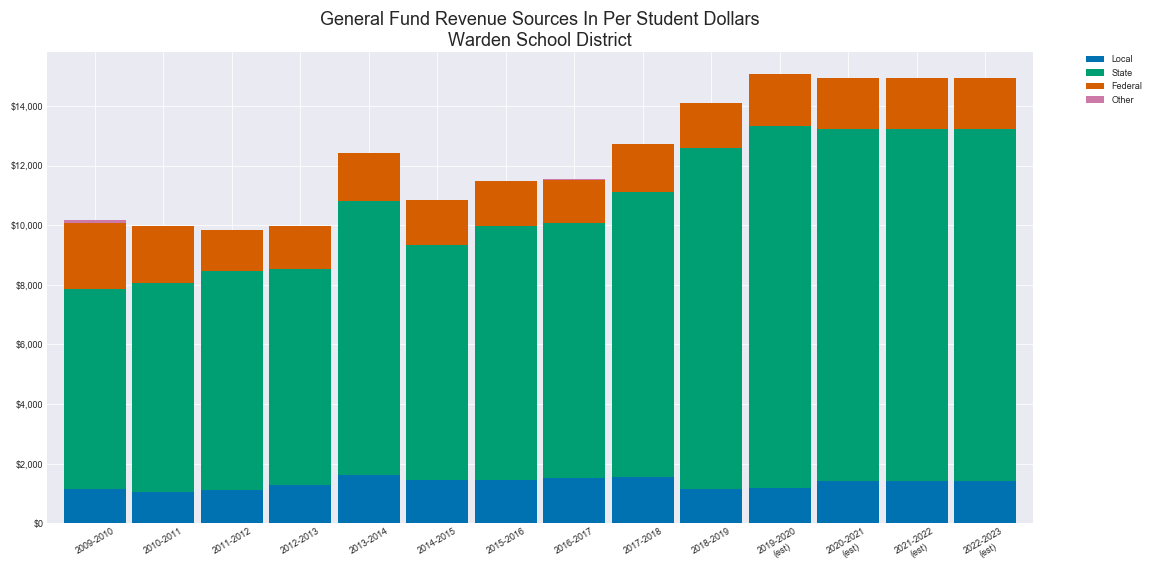 General Fund Revenue Sources In Per Student Dollars
Warden School District
Local
State
Federal
Other
$14,000
$12,000
$10,000
$8,000
$6,000
$4,000
$2,000
$0
2009-2010
2010-2011
2011-2012
2012-2013
2013-2014
2014-2015
2015-2016
2016-2017
2017-2018
2018-2019
2019-2020
(est)
2020-2021
(est)
2021-2022
(est)
2022-2023
(est)